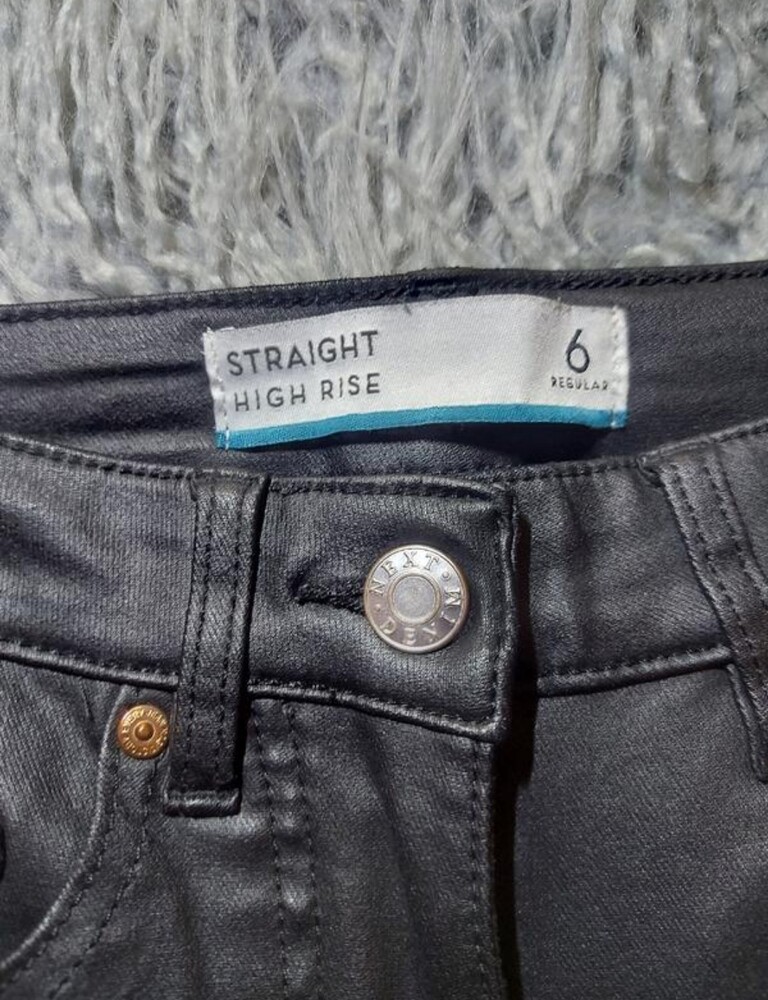 STRAIGHT
HIGH RISE
6
REGULAR
NEXT
DENIM